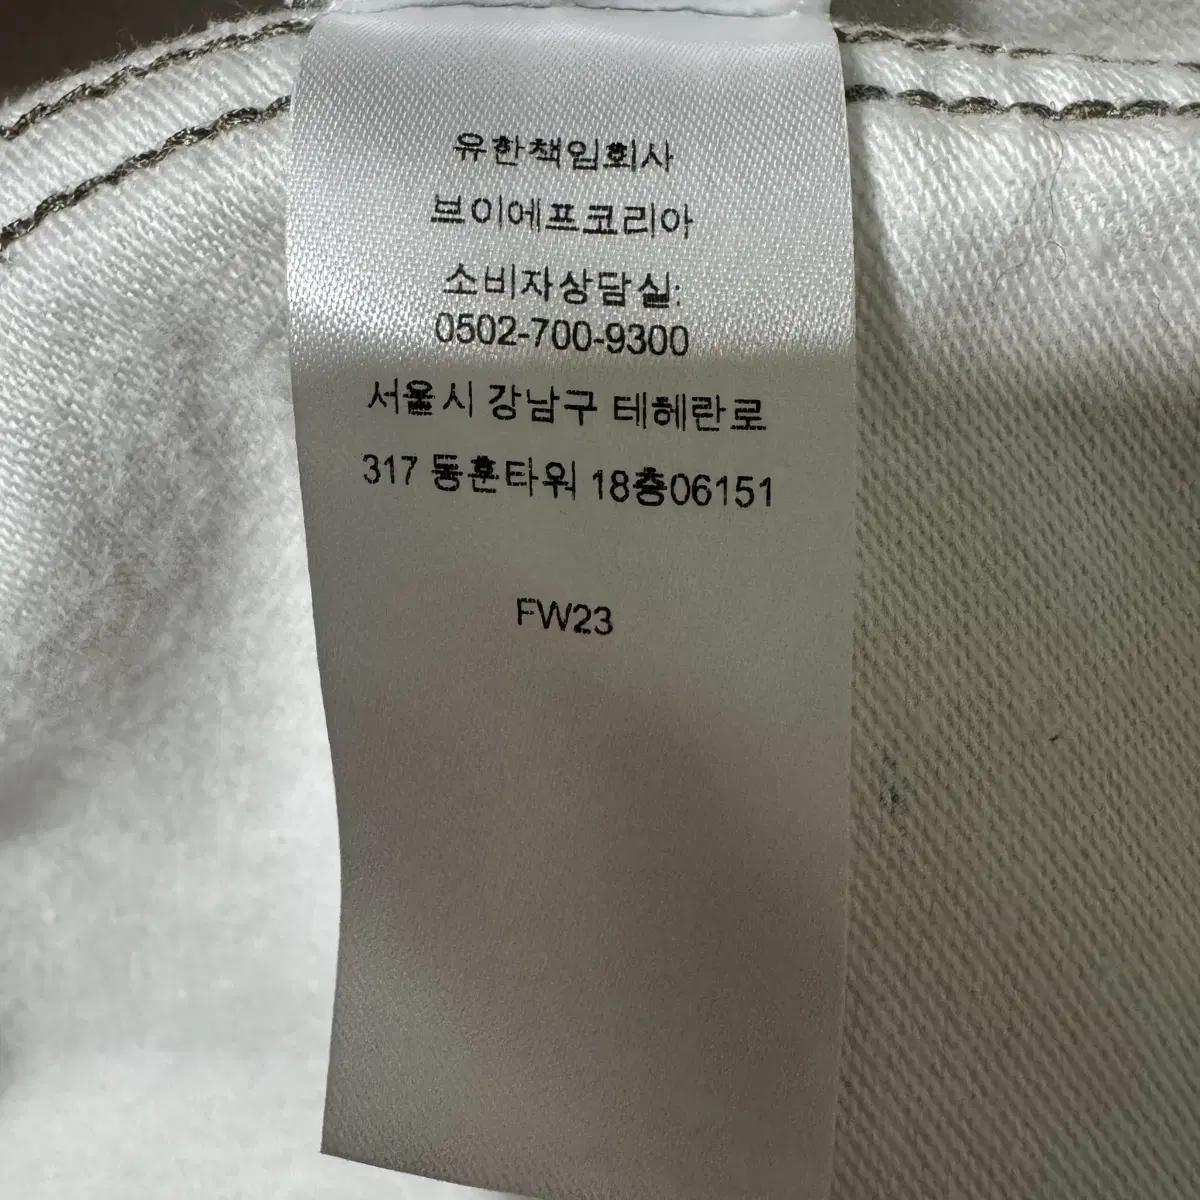 유한책임회사
브이에프코리아
소비자상담실:
0502-700-9300
서울시 강남구 테헤란로
317 동훈타워 18층06151
FW23